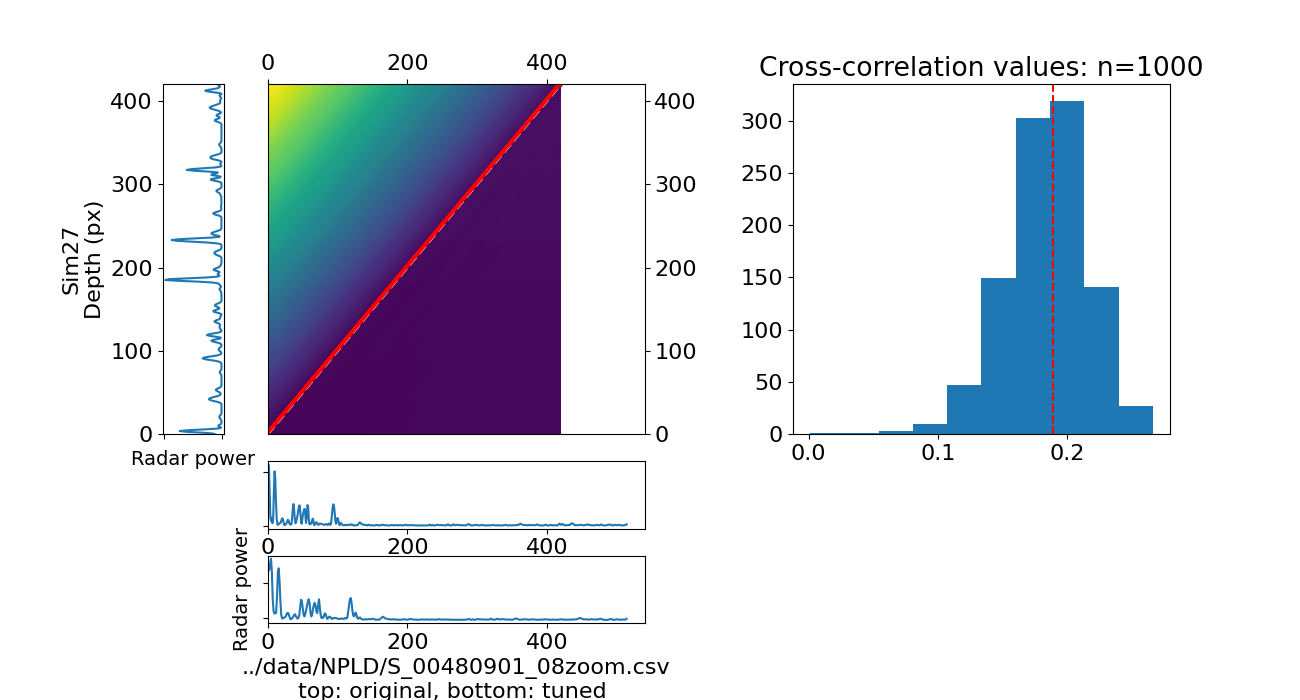 0 200 400
Cross-correlation values: n=1000
400
300
200
100
0
Sim27
Depth (px)
Radar power
400
300
200
100
0
300
250
200
150
100
50
0
0.0 0.1 0.2
0 200 400
Radar power
0 200 400
../data/NPLD/S_00480901_08zoom.csv
top: original, bottom: tuned